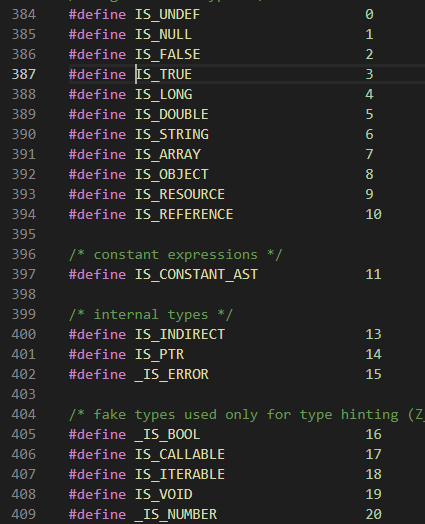 384 #define IS_UNDEF 0
385 #define IS_NULL 1
386 #define IS_FALSE 2
387 #define IS_TRUE 3
388 #define IS_LONG 4
389 #define IS_DOUBLE 5
390 #define IS_STRING 6
391 #define IS_ARRAY 7
392 #define IS_OBJECT 8
393 #define IS_RESOURCE 9
394 #define IS_REFERENCE 10
395
396 /* constant expressions */
397 #define IS_CONSTANT_AST 11
398
399 /* internal types */
400 #define IS_INDIRECT 13
401 #define IS_PTR 14
402 #define _IS_ERROR 15
403
404 /* fake types used only for type hinting (Z_
405 #define _IS_BOOL 16
406 #define IS_CALLABLE 17
407 #define IS_ITERABLE 18
408 #define IS_VOID 19
409 #define _IS_NUMBER 20